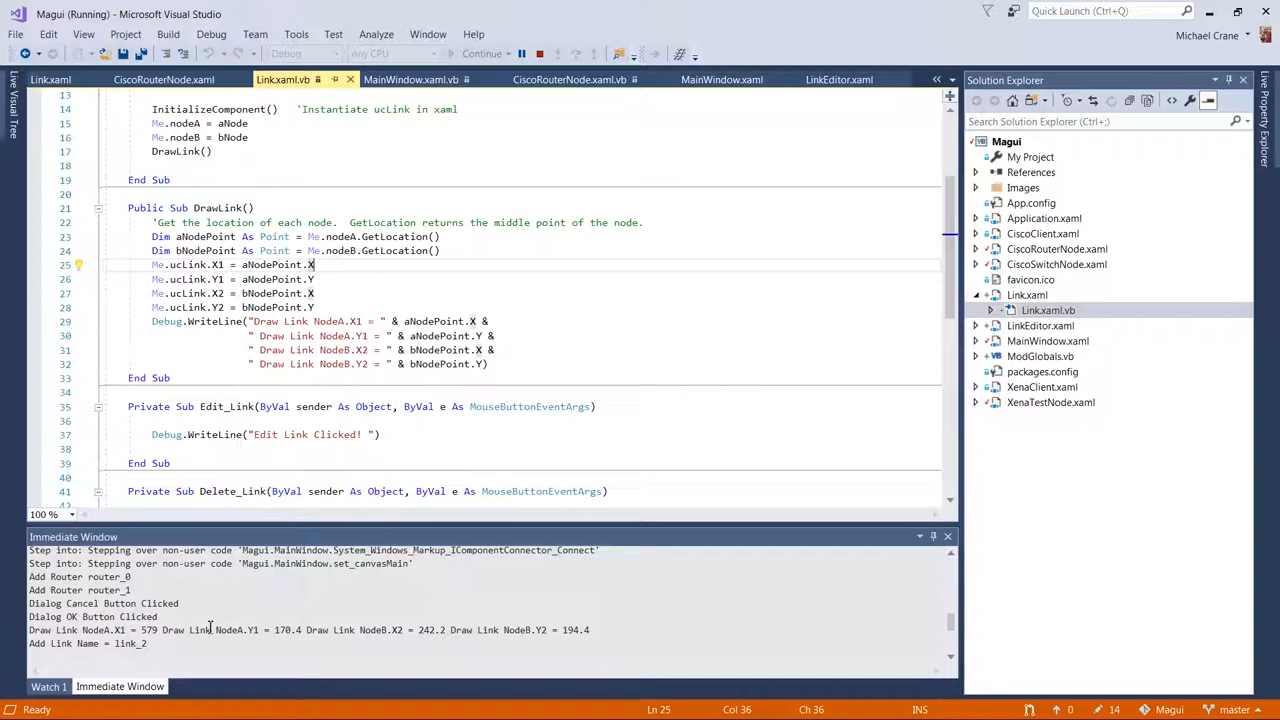 Magui (Running) - Microsoft Visual Studio
Quick Launch (Ctrl+Q)
File Edit View Project Build Debug Team Tools Test Analyze Window Help
Michael Crane
Debug Any CPU Continue
Live Visual Tree
Link.xaml CiscoRouterNode.xaml Link.xaml.vb MainWindow.xaml.vb CiscoRouterNode.xaml.vb MainWindow.xaml LinkEditor.xaml
13
14 InitializeComponent() 'Instantiate ucLink in xaml
15 Me.nodeA = aNode
16 Me.nodeB = bNode
17 DrawLink()
18
19 End Sub
20
21 Public Sub DrawLink()
22 'Get the location of each node. GetLocation returns the middle point of the node.
23 Dim aNodePoint As Point = Me.nodeA.GetLocation()
24 Dim bNodePoint As Point = Me.nodeB.GetLocation()
25 Me.ucLink.X1 = aNodePoint.X
26 Me.ucLink.Y1 = aNodePoint.Y
27 Me.ucLink.X2 = bNodePoint.X
28 Me.ucLink.Y2 = bNodePoint.Y
29 Debug.WriteLine("Draw Link NodeA.X1 = " & aNodePoint.X &
30 " Draw Link NodeA.Y1 = " & aNodePoint.Y &
31 " Draw Link NodeB.X2 = " & bNodePoint.X &
32 " Draw Link NodeB.Y2 = " & bNodePoint.Y)
33 End Sub
34
35 Private Sub Edit_Link(ByVal sender As Object, ByVal e As MouseButtonEventArgs)
36
37 Debug.WriteLine("Edit Link Clicked! ")
38
39 End Sub
40
41 Private Sub Delete_Link(ByVal sender As Object, ByVal e As MouseButtonEventArgs)
42
100 %
Immediate Window
Step into: Stepping over non-user code 'Magui.MainWindow.System_Windows_Markup_IComponentConnector_Connect'
Step into: Stepping over non-user code 'Magui.MainWindow.set_canvasMain'
Add Router router_0
Add Router router_1
Dialog Cancel Button Clicked
Dialog OK Button Clicked
Draw Link NodeA.X1 = 579 Draw Link NodeA.Y1 = 170.4 Draw Link NodeB.X2 = 242.2 Draw Link NodeB.Y2 = 194.4
Add Link Name = link_2
Watch 1 Immediate Window
Solution Explorer
Search Solution Explorer (Ctrl+;)
Magui
My Project
References
Images
App.config
Application.xaml
CiscoClient.xaml
CiscoRouterNode.xaml
CiscoSwitchNode.xaml
favicon.ico
Link.xaml
Link.xaml.vb
LinkEditor.xaml
MainWindow.xaml
ModGlobals.vb
packages.config
XenaClient.xaml
XenaTestNode.xaml
Live Property Explorer
Ready Ln 25 Col 36 Ch 36 INS 0 14 Magui master